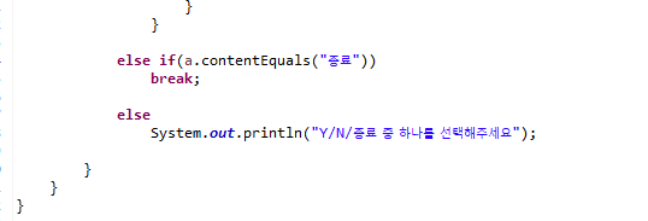 }
}
else if(a.contentEquals("종료"))
break;
else
System.out.println("Y/N/종료 중 하나를 선택해주세요");
}
}
}